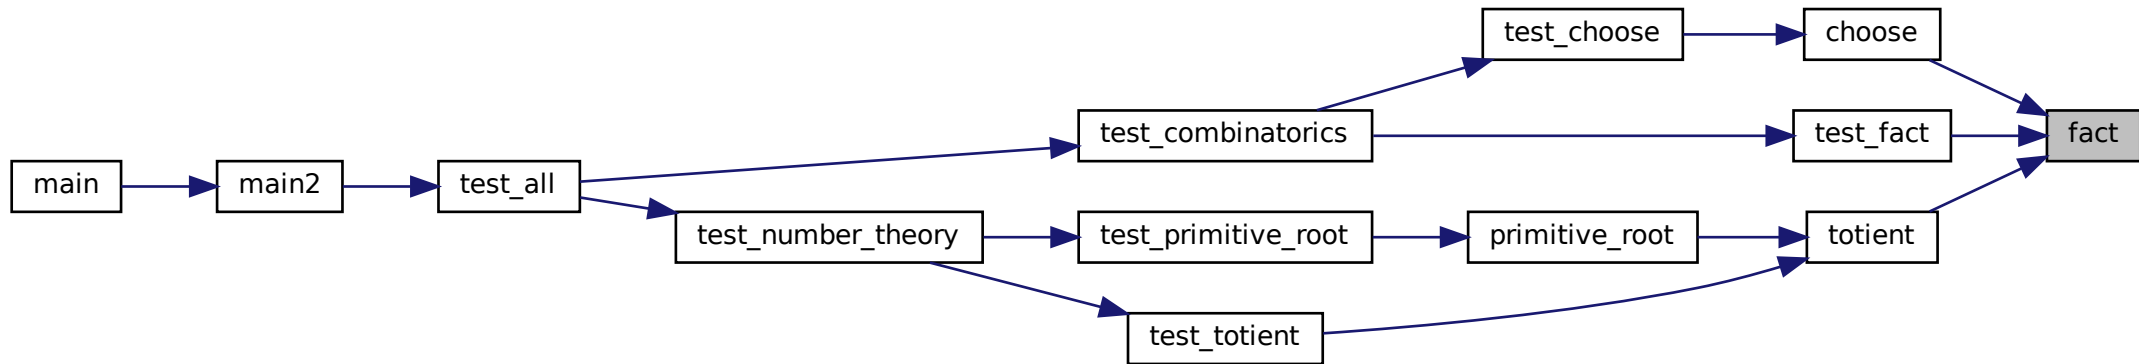 test_choose
choose
test_combinatorics
test_fact
fact
main
main2
test_all
test_number_theory
test_primitive_root
primitive_root
totient
test_totient